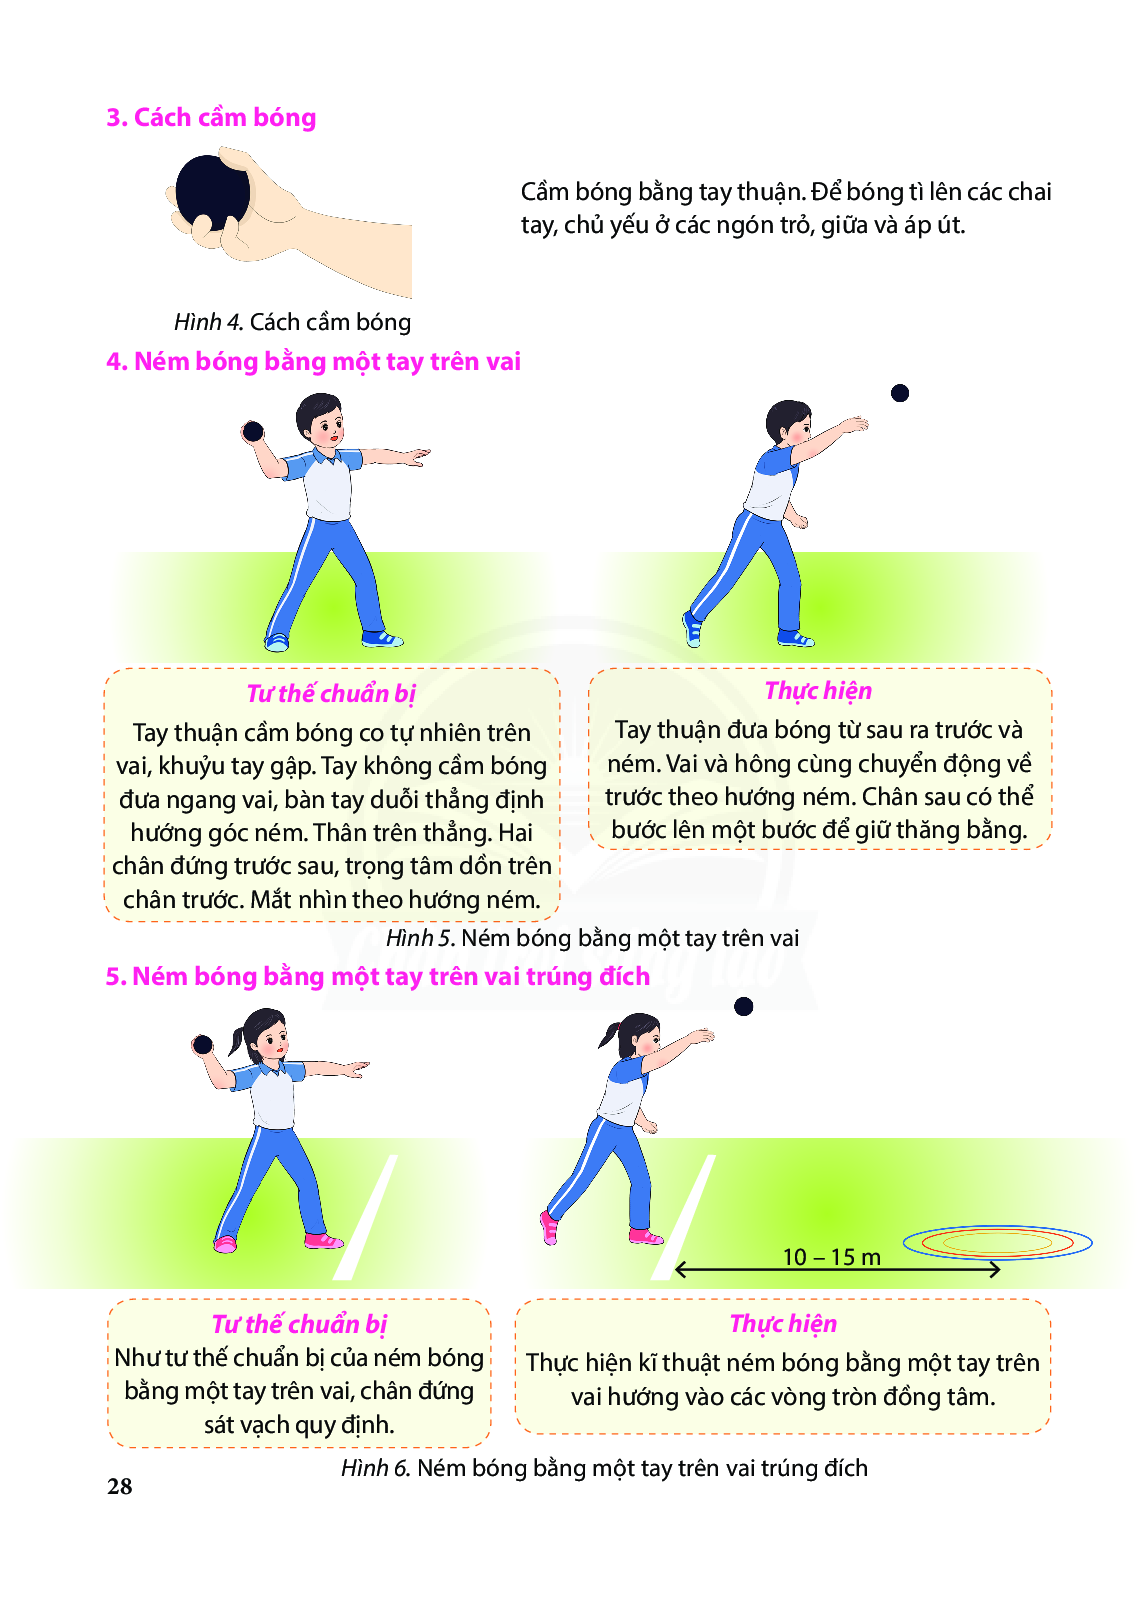 3. Cách cầm bóng
Cầm bóng bằng tay thuận. Để bóng tì lên các chai
tay, chủ yếu ở các ngón trỏ, giữa và áp út.
Hình 4. Cách cầm bóng
4. Ném bóng bằng một tay trên vai
Tư thế chuẩn bị
Tay thuận cầm bóng co tự nhiên trên
vai, khuỷu tay gập. Tay không cầm bóng
đưa ngang vai, bàn tay duỗi thẳng định
hướng góc ném. Thân trên thẳng. Hai
chân đứng trước sau, trọng tâm dồn trên
chân trước. Mắt nhìn theo hướng ném.
Thực hiện
Tay thuận đưa bóng từ sau ra trước và
ném. Vai và hông cùng chuyển động về
trước theo hướng ném. Chân sau có thể
bước lên một bước để giữ thăng bằng.
Hình 5. Ném bóng bằng một tay trên vai
5. Ném bóng bằng một tay trên vai trúng đích
10 – 15 m
Tư thế chuẩn bị
Như tư thế chuẩn bị của ném bóng
bằng một tay trên vai, chân đứng
sát vạch quy định.
Thực hiện
Thực hiện kĩ thuật ném bóng bằng một tay trên
vai hướng vào các vòng tròn đồng tâm.
Hình 6. Ném bóng bằng một tay trên vai trúng đích
28